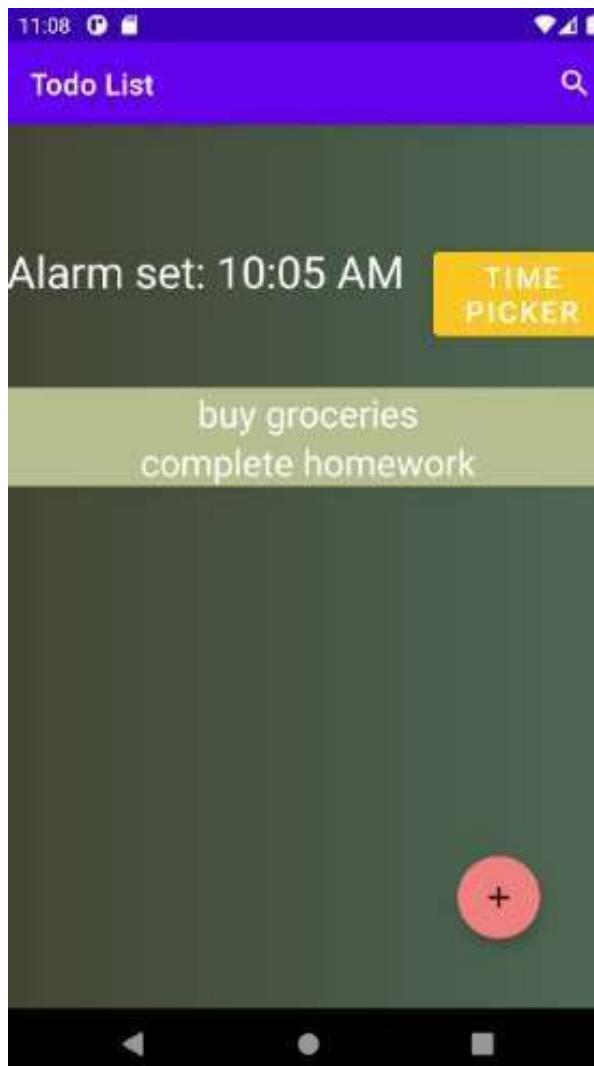 11:08
Todo List
Alarm set: 10:05 AM
TIME
PICKER
buy groceries
complete homework
+